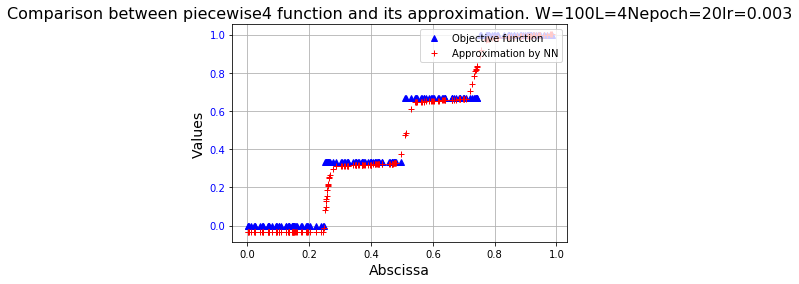 Comparison between piecewise4 function and its approximation. W=100L=4Nepoch=20lr=0.003
1.0
0.8
0.6
0.4
0.2
0.0
Values
Objective function
Approximation by NN
0.0 0.2 0.4 0.6 0.8 1.0
Abscissa